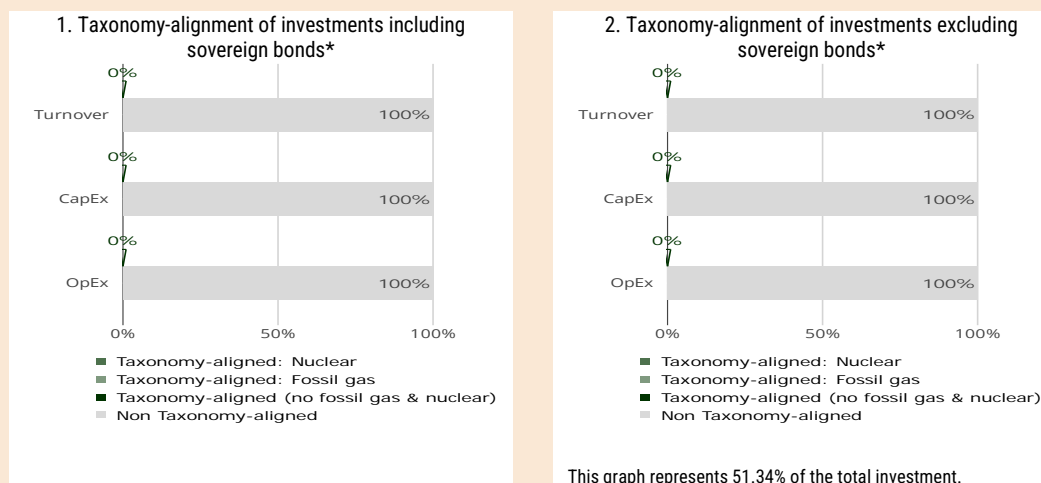 1. Taxonomy-alignment of investments including
sovereign bonds*
0%
Turnover 100%
0%
CapEx 100%
0%
OpEx 100%
0% 50% 100%
Taxonomy-aligned: Nuclear
Taxonomy-aligned: Fossil gas
Taxonomy-aligned (no fossil gas & nuclear)
Non Taxonomy-aligned
2. Taxonomy-alignment of investments excluding
sovereign bonds*
0%
Turnover 100%
0%
CapEx 100%
0%
OpEx 100%
0% 50% 100%
Taxonomy-aligned: Nuclear
Taxonomy-aligned: Fossil gas
Taxonomy-aligned (no fossil gas & nuclear)
Non Taxonomy-aligned
This graph represents 51.34% of the total investment.